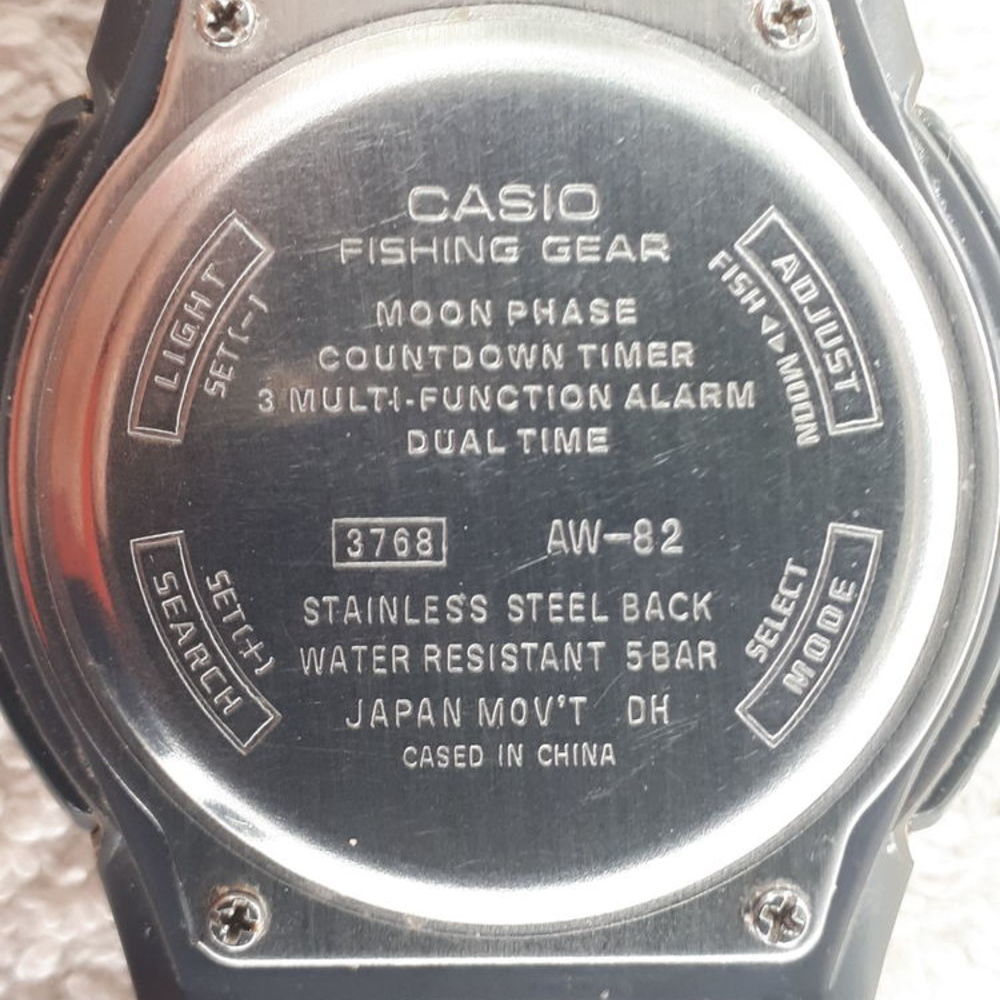 CASIO
FISHING GEAR
LIGHT
SET(-)
ADJUST
FISH ◀▶ MOON
MOON PHASE
COUNTDOWN TIMER
3 MULTI-FUNCTION ALARM
DUAL TIME
3768 AW-82
SEARCH
SET(+)
SELECT
MODE
STAINLESS STEEL BACK
WATER RESISTANT 5BAR
JAPAN MOV'T DH
CASED IN CHINA